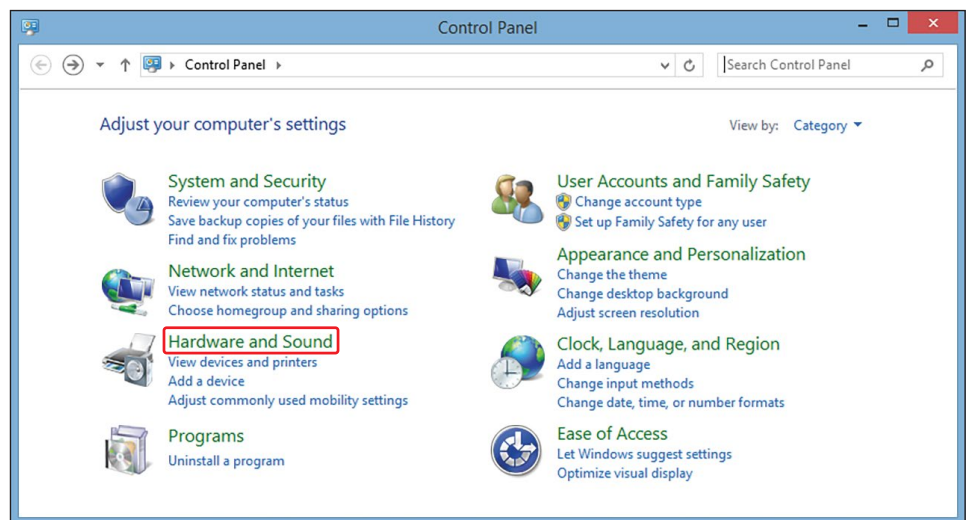 Control Panel
Control Panel
Search Control Panel
Adjust your computer's settings
View by: Category
System and Security
Review your computer's status
Save backup copies of your files with File History
Find and fix problems
Network and Internet
View network status and tasks
Choose homegroup and sharing options
Hardware and Sound
View devices and printers
Add a device
Adjust commonly used mobility settings
Programs
Uninstall a program
User Accounts and Family Safety
Change account type
Set up Family Safety for any user
Appearance and Personalization
Change the theme
Change desktop background
Adjust screen resolution
Clock, Language, and Region
Add a language
Change input methods
Change date, time, or number formats
Ease of Access
Let Windows suggest settings
Optimize visual display